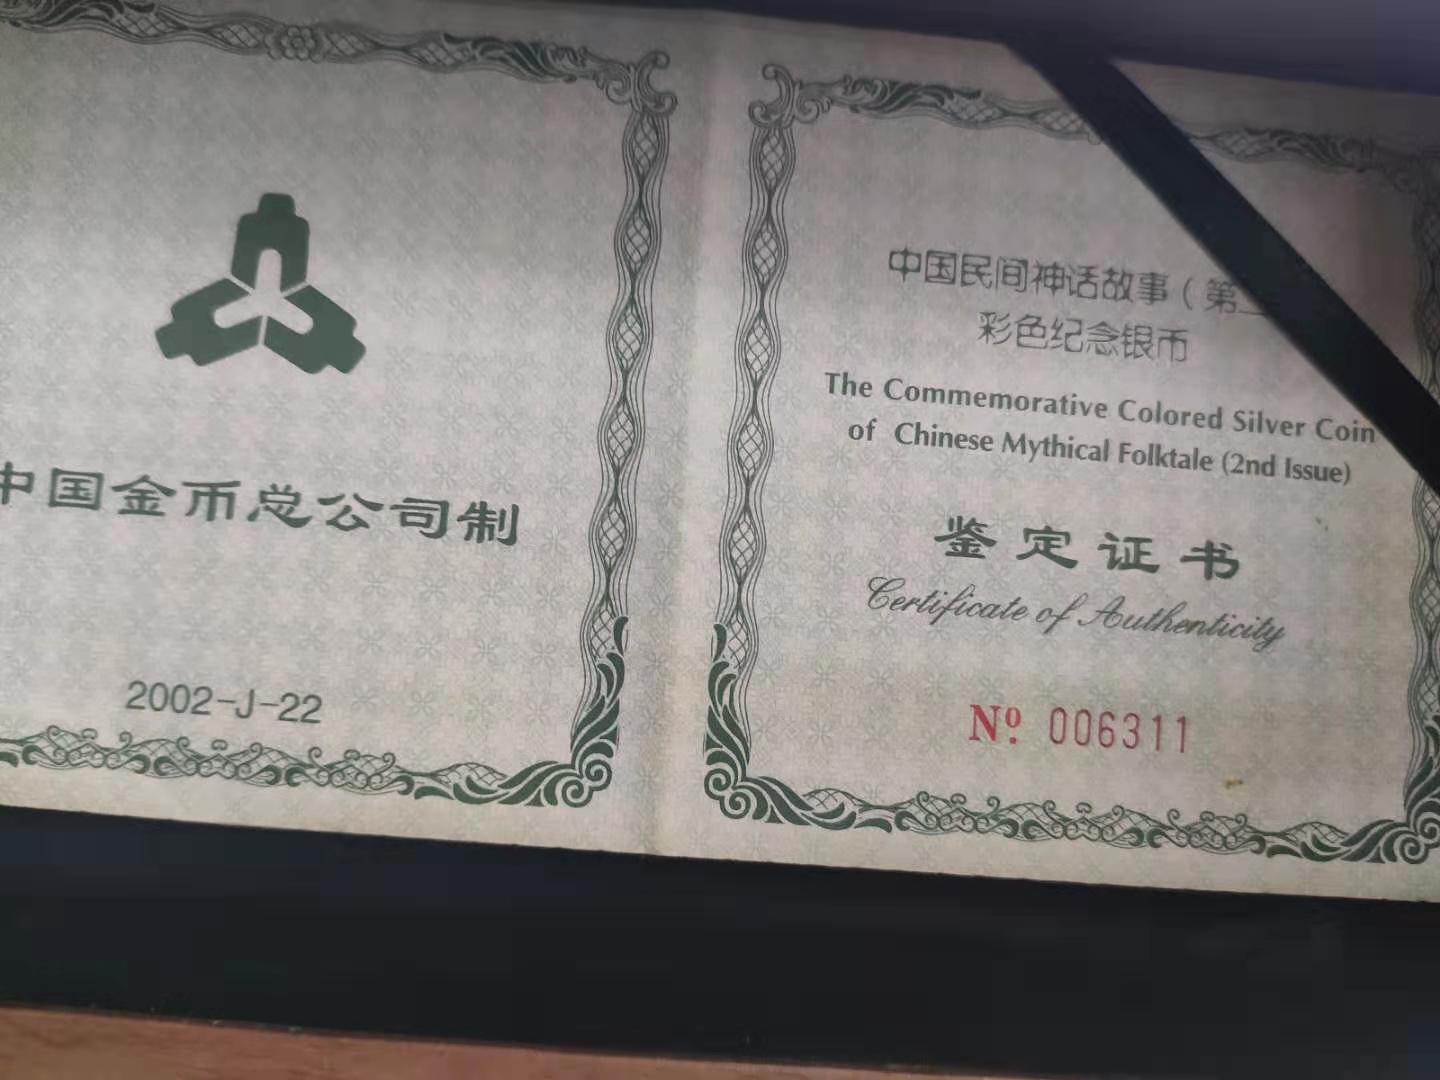 中国金币总公司制
2002-J-22
中国民间神话故事（第二
彩色纪念银币
The Commemorative Colored Silver Coin
of Chinese Mythical Folktale (2nd Issue)
鉴定证书
Certificate of Authenticity
Nº 006311